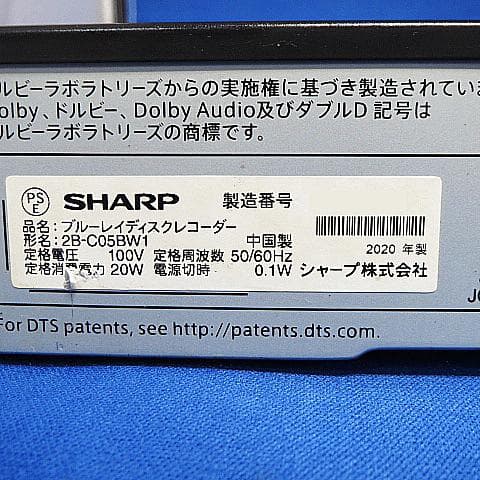 ルビーラボラトリーズからの実施権に基づき製造されてい
olby、ドルビー、Dolby Audio及びダブルD 記号は
ルビーラボラトリーズの商標です。
PSE SHARP 製造番号
品名：ブルーレイディスクレコーダー
形名：2B-C05BW1 中国製 2020 年製
定格電圧 100V 定格周波数 50/60Hz
定格消費電力 20W 電源切時 0.1W シャープ株式会社
JC
For DTS patents, see http://patents.dts.com.